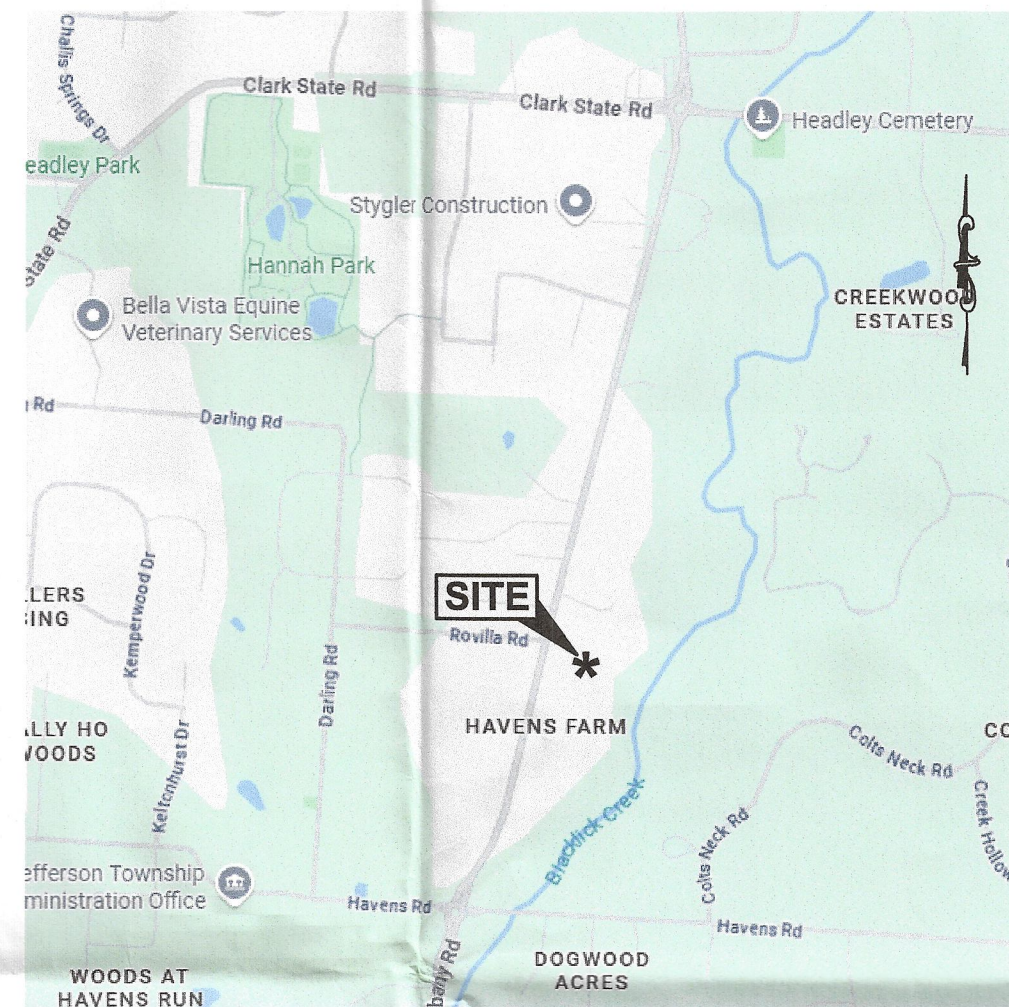 Challis Springs Dr
Clark State Rd
Clark State Rd
Headley Cemetery
eadley Park
Stygler Construction
State Rd
Hannah Park
Bella Vista Equine
Veterinary Services
CREEKWOOD
ESTATES
Rd
Darling Rd
LLERS
SING
Kemperwood Dr
SITE
Rovilla Rd
*
Darling Rd
HAVENS FARM
ALLY HO
WOODS
Keltonhurst Dr
Colts Neck Rd
CO
Creek Hollow
Blacklick Creek
Colts Neck Rd
efferson Township
ministration Office
Havens Rd
Havens Rd
bany Rd
DOGWOOD
ACRES
WOODS AT
HAVENS RUN